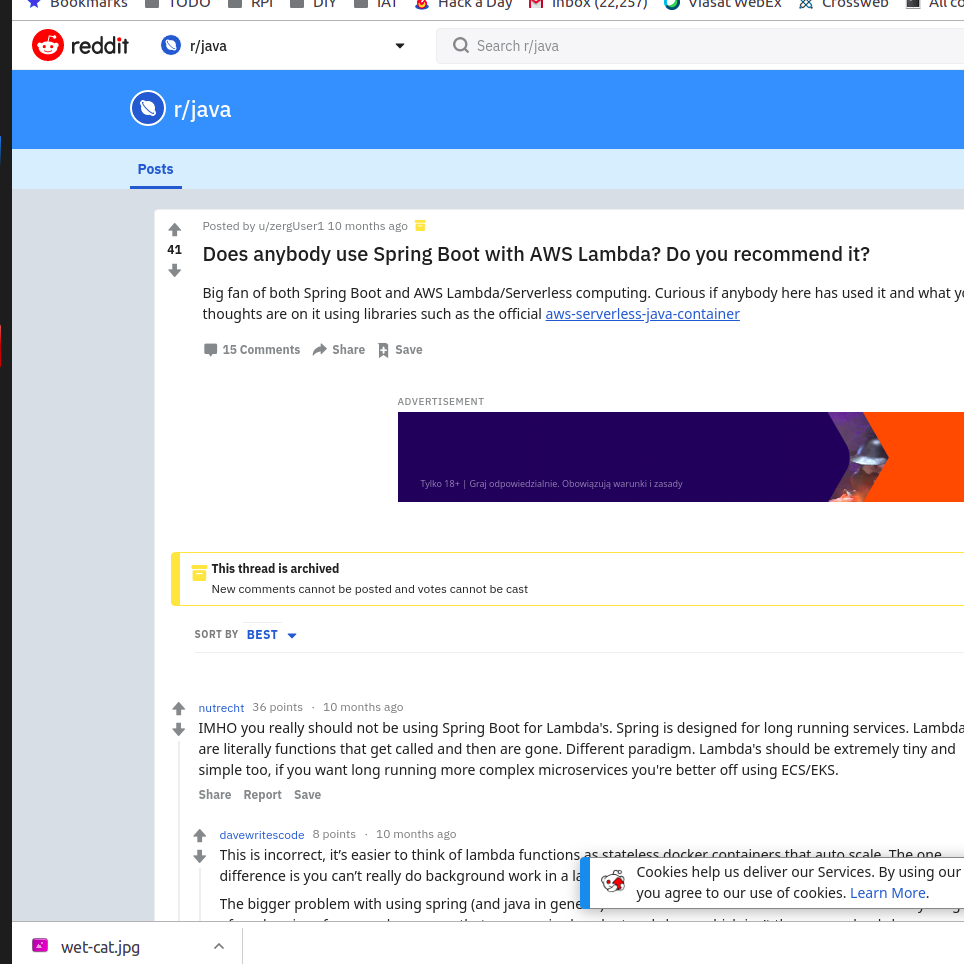 Bookmarks TODO RPI DIY IAT Hack a Day Inbox (22,257) Viasat WebEx Crossweb
reddit r/java Search r/java
r/java
Posts
Posted by u/zergUser1 10 months ago
41
Does anybody use Spring Boot with AWS Lambda? Do you recommend it?
Big fan of both Spring Boot and AWS Lambda/Serverless computing. Curious if anybody here has used it and what
thoughts are on it using libraries such as the official aws-serverless-java-container
15 Comments Share Save
ADVERTISEMENT
Tylko 18+ | Graj odpowiedzialnie. Obowiązują warunki i zasady
This thread is archived
New comments cannot be posted and votes cannot be cast
SORT BY BEST
nutrecht 36 points · 10 months ago
IMHO you really should not be using Spring Boot for Lambda's. Spring is designed for long running services. Lambda
are literally functions that get called and then are gone. Different paradigm. Lambda's should be extremely tiny and
simple too, if you want long running more complex microservices you're better off using ECS/EKS.
Share Report Save
davewritescode 8 points · 10 months ago
This is incorrect, it's easier to think of lambda functions as stateless docker containers that auto scale. The one
difference is you can't really do background work in a
Cookies help us deliver our Services. By using our
you agree to our use of cookies. Learn More.
The bigger problem with using spring (and java in
wet-cat.jpg